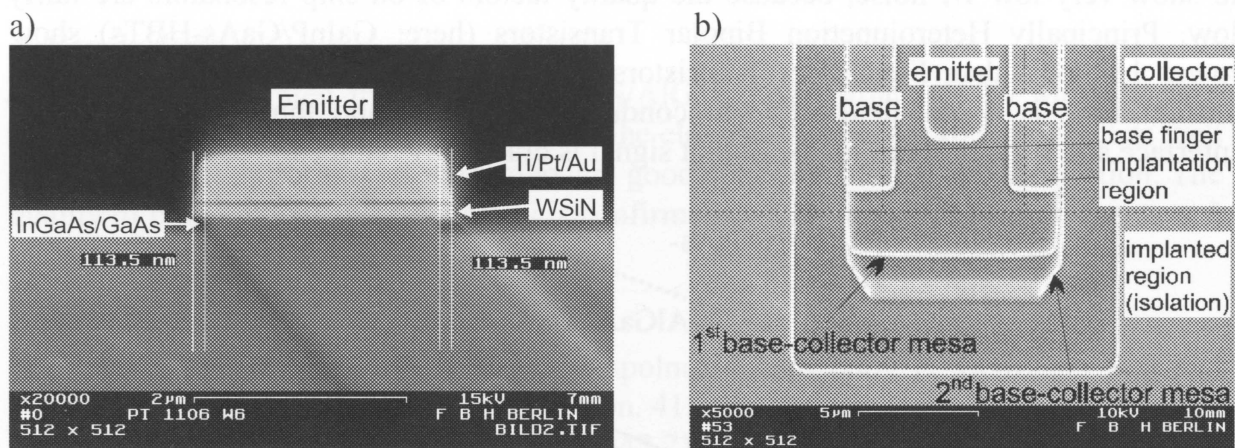 a)
Emitter
Ti/Pt/Au
WSiN
InGaAs/GaAs
113.5 nm
113.5 nm
x20000 2µm 15kV 7mm
#0 PT 1106 W6 F B H BERLIN
512 x 512 BILD2.TIF
b)
emitter
collector
base
base
base finger
implantation
region
implanted
region
(isolation)
1st base-collector mesa
2nd base-collector mesa
x5000 5µm 10kV 10mm
#53 F B H BERLIN
512 x 512